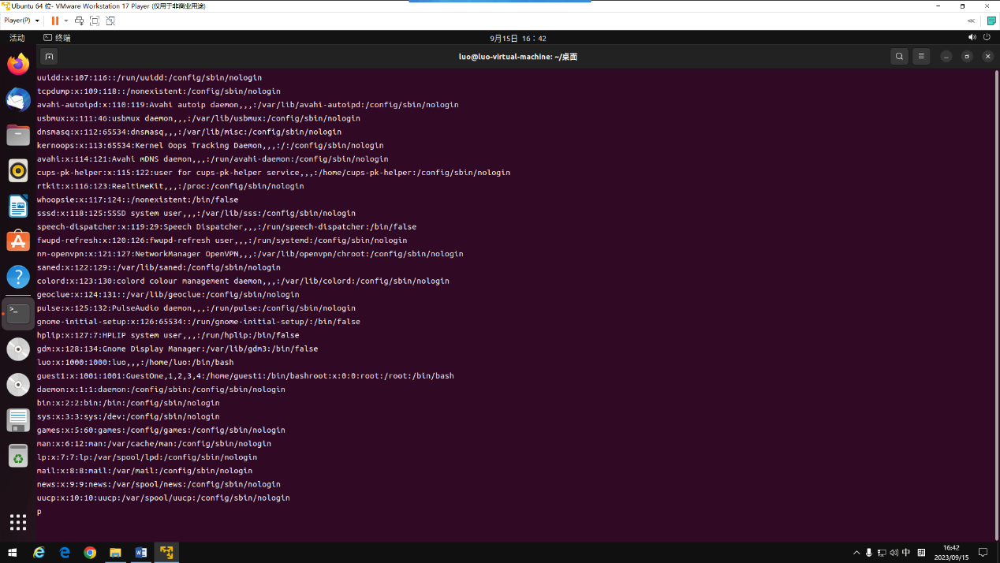 Ubuntu 64 位- VMware Workstation 17 Player (仅用于非商业用途)
Player(P)
活动
终端
9月15日 16：42
luo@luo-virtual-machine: ~/桌面
uuidd:x:107:116::/run/uuidd:/config/sbin/nologin
tcpdump:x:109:118::/nonexistent:/config/sbin/nologin
avahi-autoipd:x:110:119:Avahi autoip daemon,,,:/var/lib/avahi-autoipd:/config/sbin/nologin
usbmux:x:111:46:usbmux daemon,,,:/var/lib/usbmux:/config/sbin/nologin
dnsmasq:x:112:65534:dnsmasq,,,:/var/lib/misc:/config/sbin/nologin
kernoops:x:113:65534:Kernel Oops Tracking Daemon,,,:/:/config/sbin/nologin
avahi:x:114:121:Avahi mDNS daemon,,,:/run/avahi-daemon:/config/sbin/nologin
cups-pk-helper:x:115:122:user for cups-pk-helper service,,,:/home/cups-pk-helper:/config/sbin/nologin
rtkit:x:116:123:RealtimeKit,,,:/proc:/config/sbin/nologin
whoopsie:x:117:124::/nonexistent:/bin/false
sssd:x:118:125:SSSD system user,,,:/var/lib/sss:/config/sbin/nologin
speech-dispatcher:x:119:29:Speech Dispatcher,,,:/run/speech-dispatcher:/bin/false
fwupd-refresh:x:120:126:fwupd-refresh user,,,:/run/systemd:/config/sbin/nologin
nm-openvpn:x:121:127:NetworkManager OpenVPN,,,:/var/lib/openvpn/chroot:/config/sbin/nologin
saned:x:122:129::/var/lib/saned:/config/sbin/nologin
colord:x:123:130:colord colour management daemon,,,:/var/lib/colord:/config/sbin/nologin
geoclue:x:124:131::/var/lib/geoclue:/config/sbin/nologin
pulse:x:125:132:PulseAudio daemon,,,:/run/pulse:/config/sbin/nologin
gnome-initial-setup:x:126:65534::/run/gnome-initial-setup/:/bin/false
hplip:x:127:7:HPLIP system user,,,:/run/hplip:/bin/false
gdm:x:128:134:Gnome Display Manager:/var/lib/gdm3:/bin/false
luo:x:1000:1000:luo,,,:/home/luo:/bin/bash
guest1:x:1001:1001:GuestOne,1,2,3,4:/home/guest1:/bin/bashroot:x:0:0:root:/root:/bin/bash
daemon:x:1:1:daemon:/config/sbin:/config/sbin/nologin
bin:x:2:2:bin:/bin:/config/sbin/nologin
sys:x:3:3:sys:/dev:/config/sbin/nologin
games:x:5:60:games:/config/games:/config/sbin/nologin
man:x:6:12:man:/var/cache/man:/config/sbin/nologin
lp:x:7:7:lp:/var/spool/lpd:/config/sbin/nologin
mail:x:8:8:mail:/var/mail:/config/sbin/nologin
news:x:9:9:news:/var/spool/news:/config/sbin/nologin
uucp:x:10:10:uucp:/var/spool/uucp:/config/sbin/nologin
p
中
16:42
2023/09/15